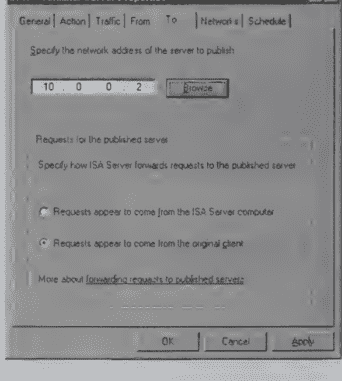 General Action Traffic From To Networks Schedule
Specify the network address of the server to publish
10 . 0 . 0 . 2 Browse
Requests for the published server
Specify how ISA Server forwards requests to the published server
Requests appear to come from the ISA Server computer
Requests appear to come from the original client
More about forwarding requests to published servers
OK Cancel Apply